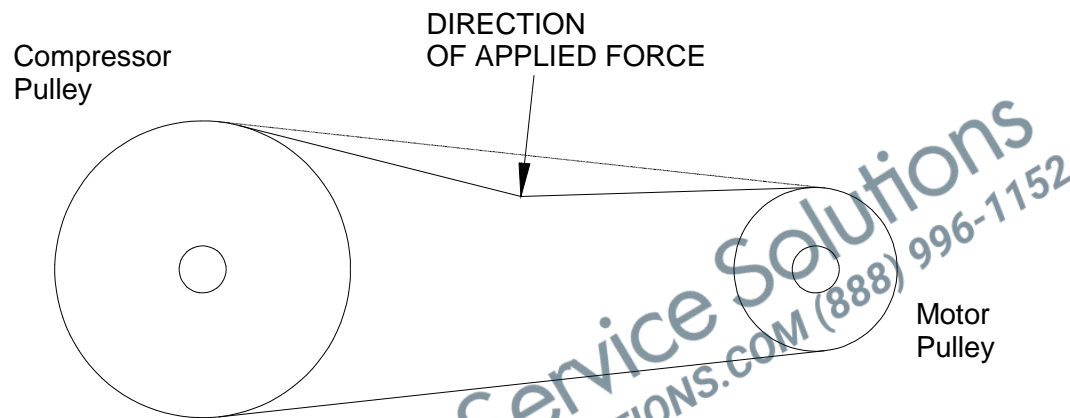 DIRECTION
OF APPLIED FORCE
Compressor
Pulley
Service Solutions
TIONS.COM (888) 996-1152
Motor
Pulley